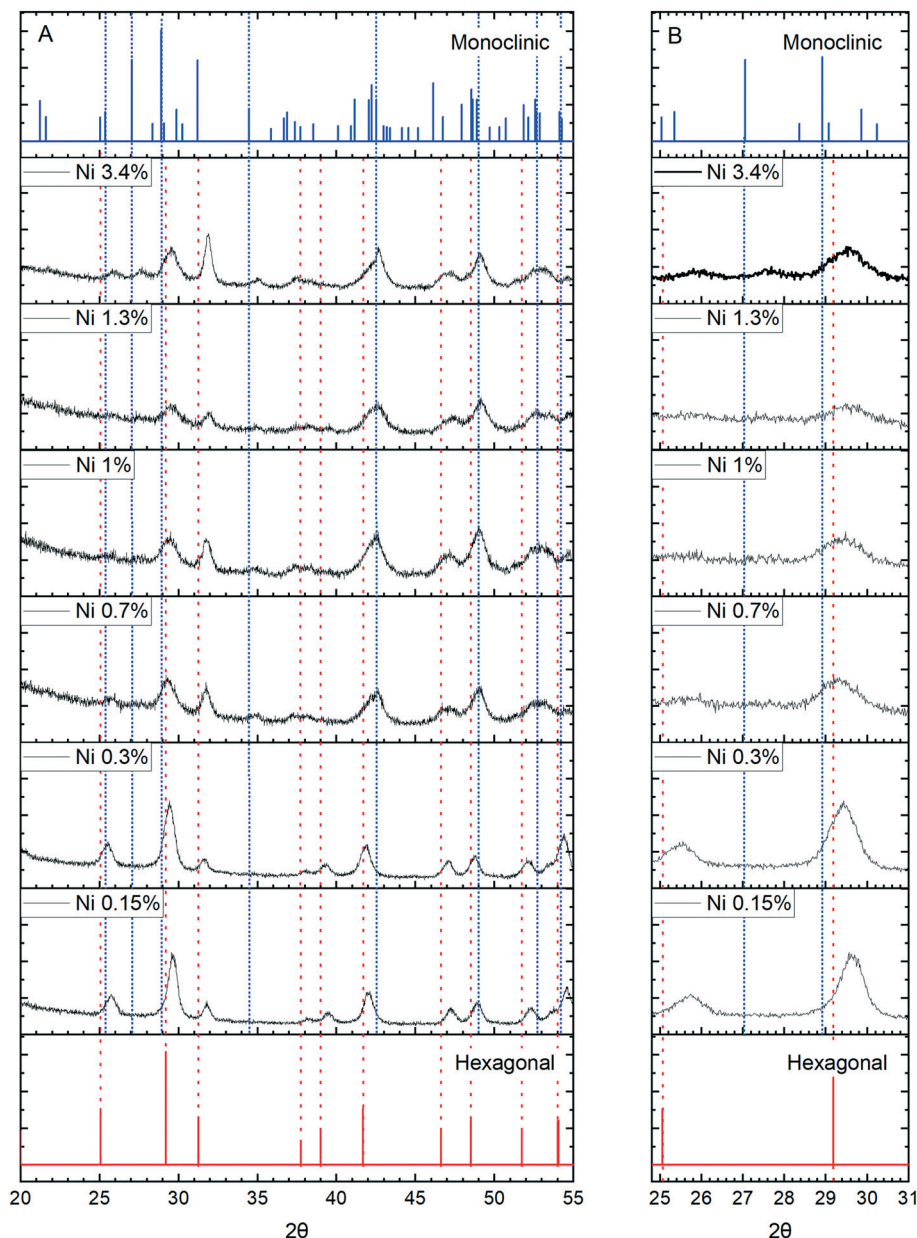 A
Monoclinic
Ni 3.4%
Ni 1.3%
Ni 1%
Ni 0.7%
Ni 0.3%
Ni 0.15%
Hexagonal
20 25 30 35 40 45 50 55
2θ
B
Monoclinic
Ni 3.4%
Ni 1.3%
Ni 1%
Ni 0.7%
Ni 0.3%
Ni 0.15%
Hexagonal
25 26 27 28 29 30 31
2θ